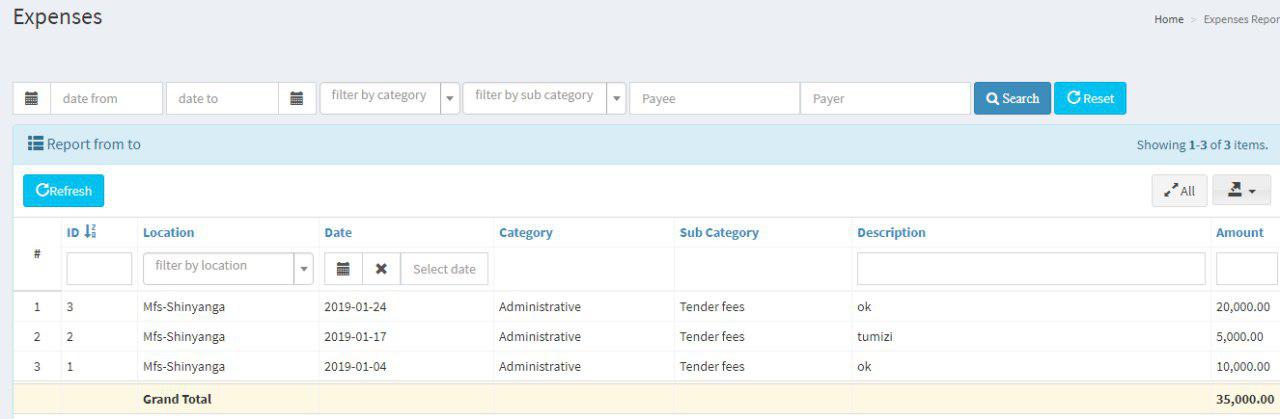 Expenses
Home > Expenses Repor
date from date to filter by category filter by sub category Payee Payer Search Reset
Report from to Showing 1-3 of 3 items.
Refresh All
# ID Location Date Category Sub Category Description Amount
filter by location Select date
1 3 Mfs-Shinyanga 2019-01-24 Administrative Tender fees ok 20,000.00
2 2 Mfs-Shinyanga 2019-01-17 Administrative Tender fees tumizi 5,000.00
3 1 Mfs-Shinyanga 2019-01-04 Administrative Tender fees ok 10,000.00
Grand Total 35,000.00